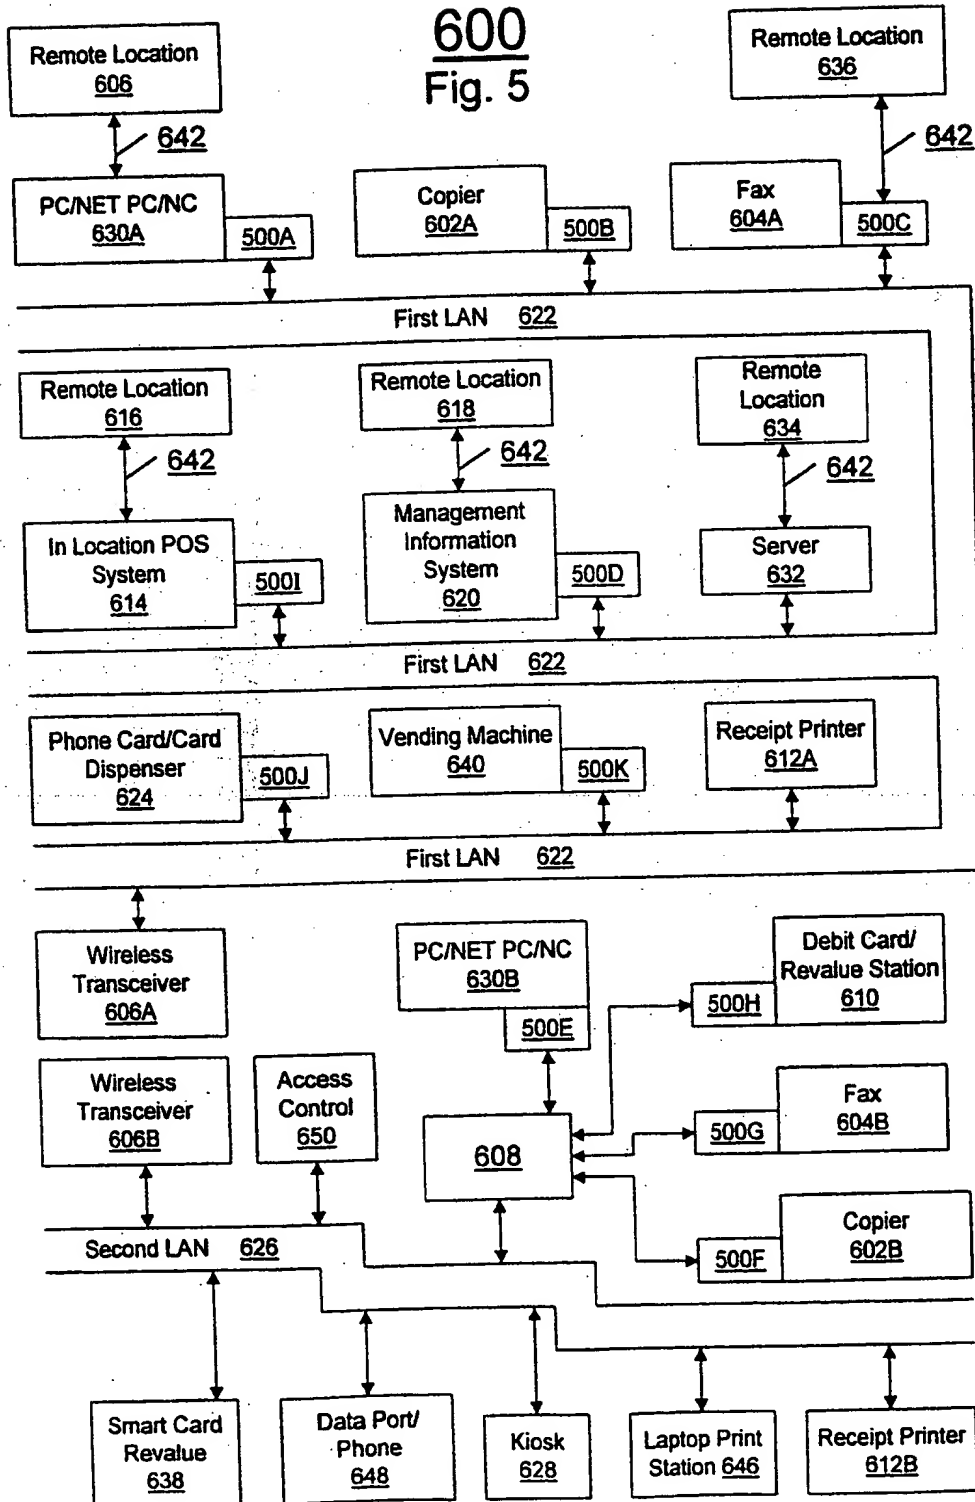 600
Fig. 5
Remote Location
606
Remote Location
636
642
642
PC/NET PC/NC
630A
500A
Copier
602A
500B
Fax
604A
500C
First LAN 622
Remote Location
616
Remote Location
618
Remote
Location
634
642
642
642
In Location POS
System
614
500I
Management
Information
System
620
500D
Server
632
First LAN 622
Phone Card/Card
Dispenser
624
500J
Vending Machine
640
500K
Receipt Printer
612A
First LAN 622
Wireless
Transceiver
606A
PC/NET PC/NC
630B
500E
Debit Card/
Revalue Station
610
500H
Wireless
Transceiver
606B
Access
Control
650
608
Fax
604B
500G
Copier
602B
500F
Second LAN 626
Smart Card
Revalue
638
Data Port/
Phone
648
Kiosk
628
Laptop Print
Station 646
Receipt Printer
612B